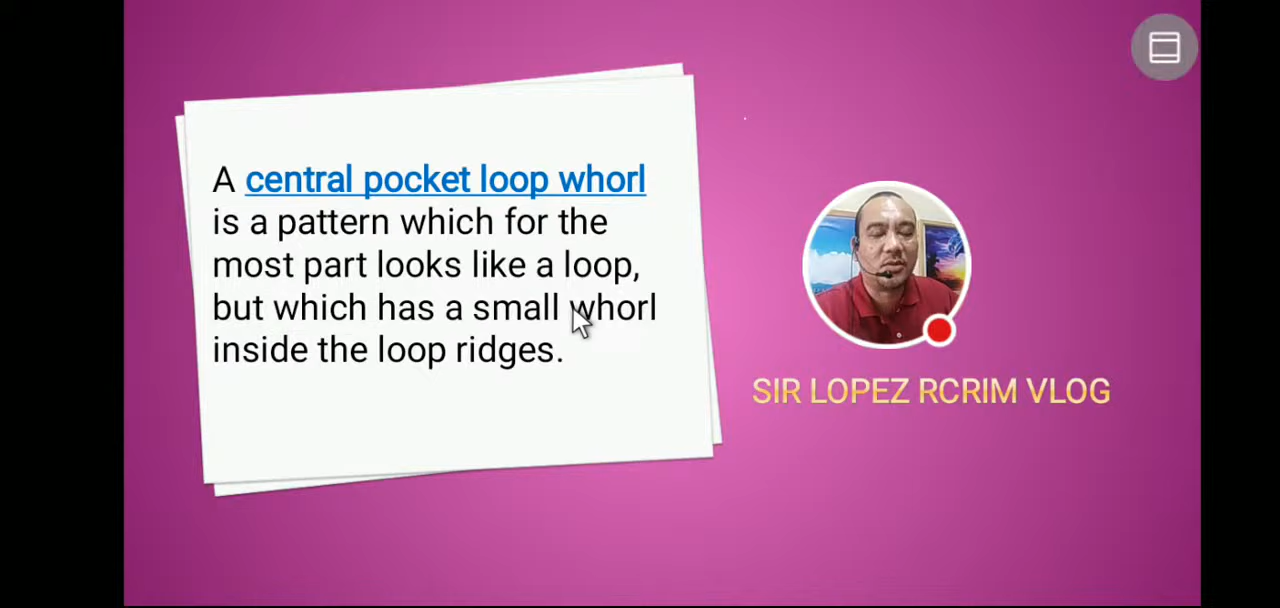 A central pocket loop whorl
is a pattern which for the
most part looks like a loop,
but which has a small whorl
inside the loop ridges.
SIR LOPEZ RCRIM VLOG